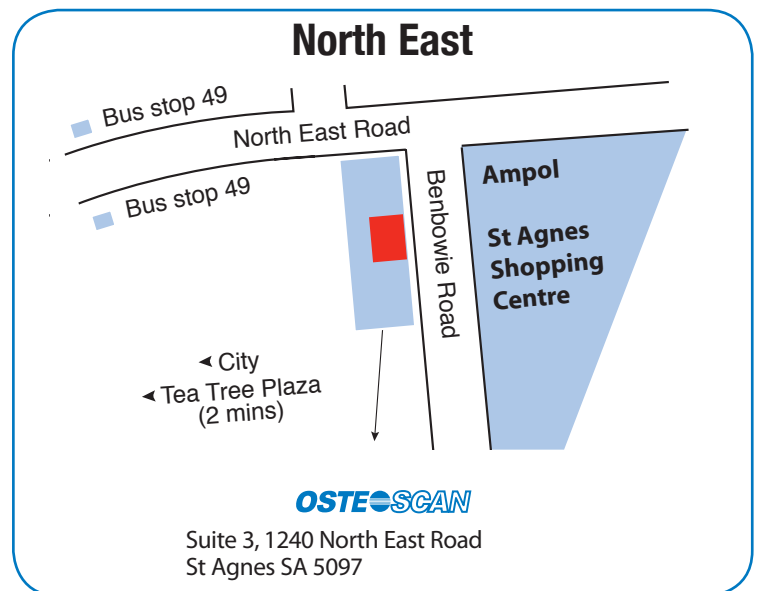 North East
Bus stop 49
North East Road
Bus stop 49
Benbowie Road
Ampol
St Agnes
Shopping
Centre
City
Tea Tree Plaza
(2 mins)
OSTEOSCAN
Suite 3, 1240 North East Road
St Agnes SA 5097